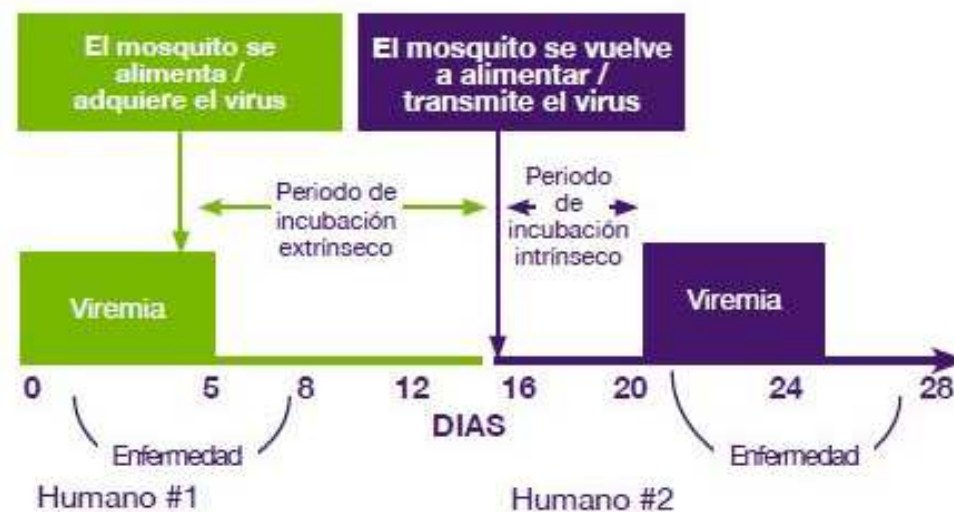 El mosquito se
alimenta /
adquiere el virus
El mosquito se vuelve
a alimentar /
transmite el virus
Periodo de
incubación
extrínseco
Periodo
de
incubación
intrínseco
Viremia
Viremia
0 5 8 12 16 20 24 28
DIAS
Enfermedad
Enfermedad
Humano #1
Humano #2